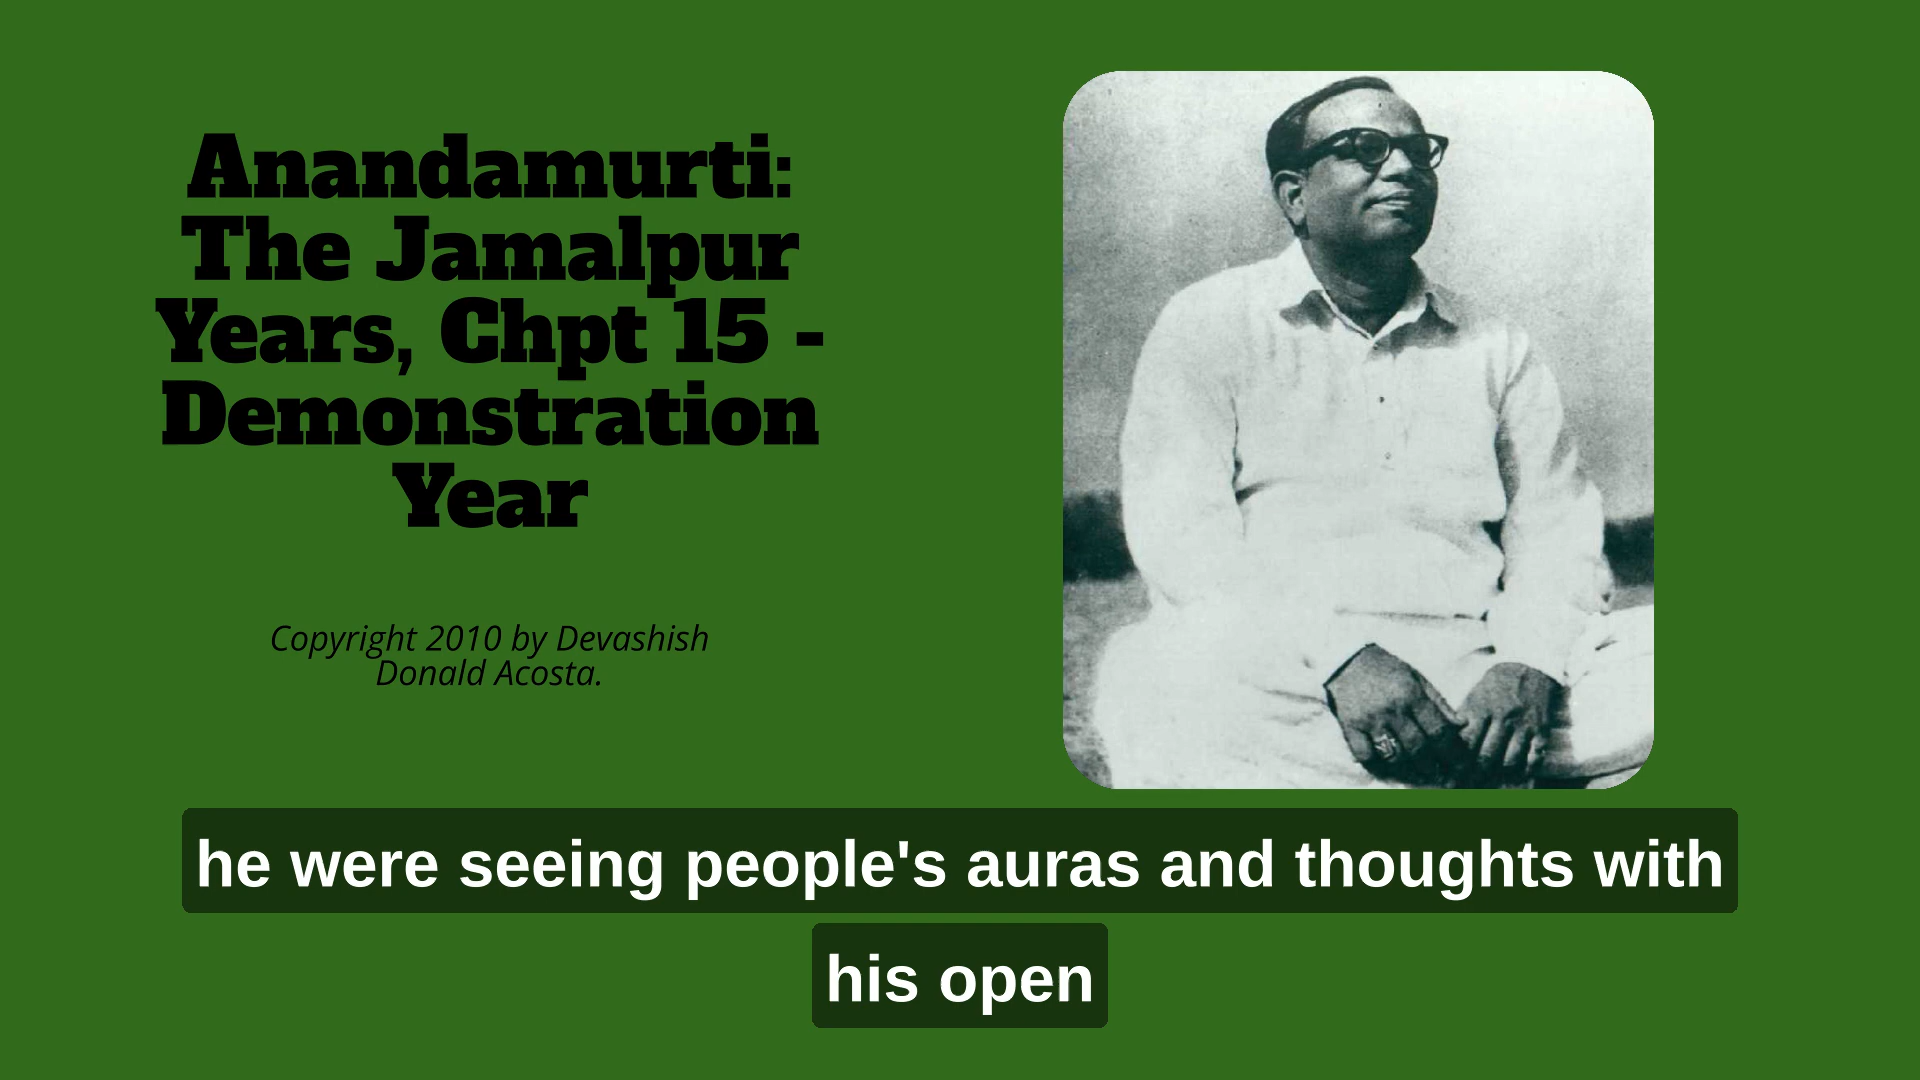 Anandamurti:
The Jamalpur
Years, Chpt 15 -
Demonstration
Year
Copyright 2010 by Devashish
Donald Acosta.
he were seeing people's auras and thoughts with
his open